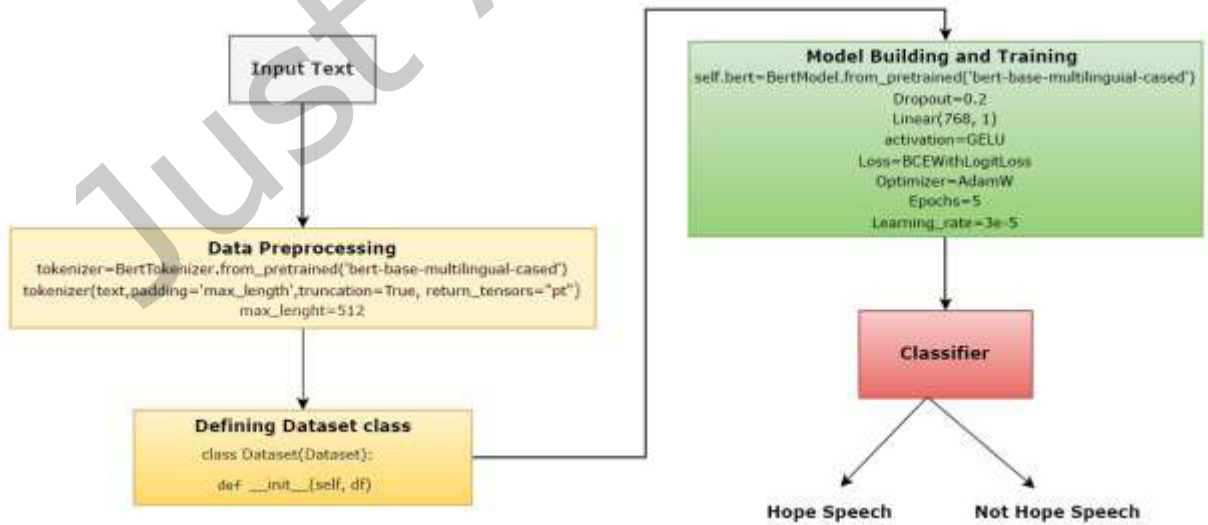 Just A
Input Text
Data Preprocessing
tokenizer=BertTokenizer.from_pretrained('bert-base-multilingual-cased')
tokenizer(text,padding='max_length',truncation=True, return_tensors="pt")
max_lenght=512
Defining Dataset class
class Dataset(Dataset):
def __init__(self, df)
Model Building and Training
self.bert=BertModel.from_pretrained('bert-base-multilinguial-cased')
Dropout=0.2
Linear(768, 1)
activation=GELU
Loss=BCEWithLogitLoss
Optimizer=AdamW
Epochs=5
Learning_rate=3e-5
Classifier
Hope Speech
Not Hope Speech